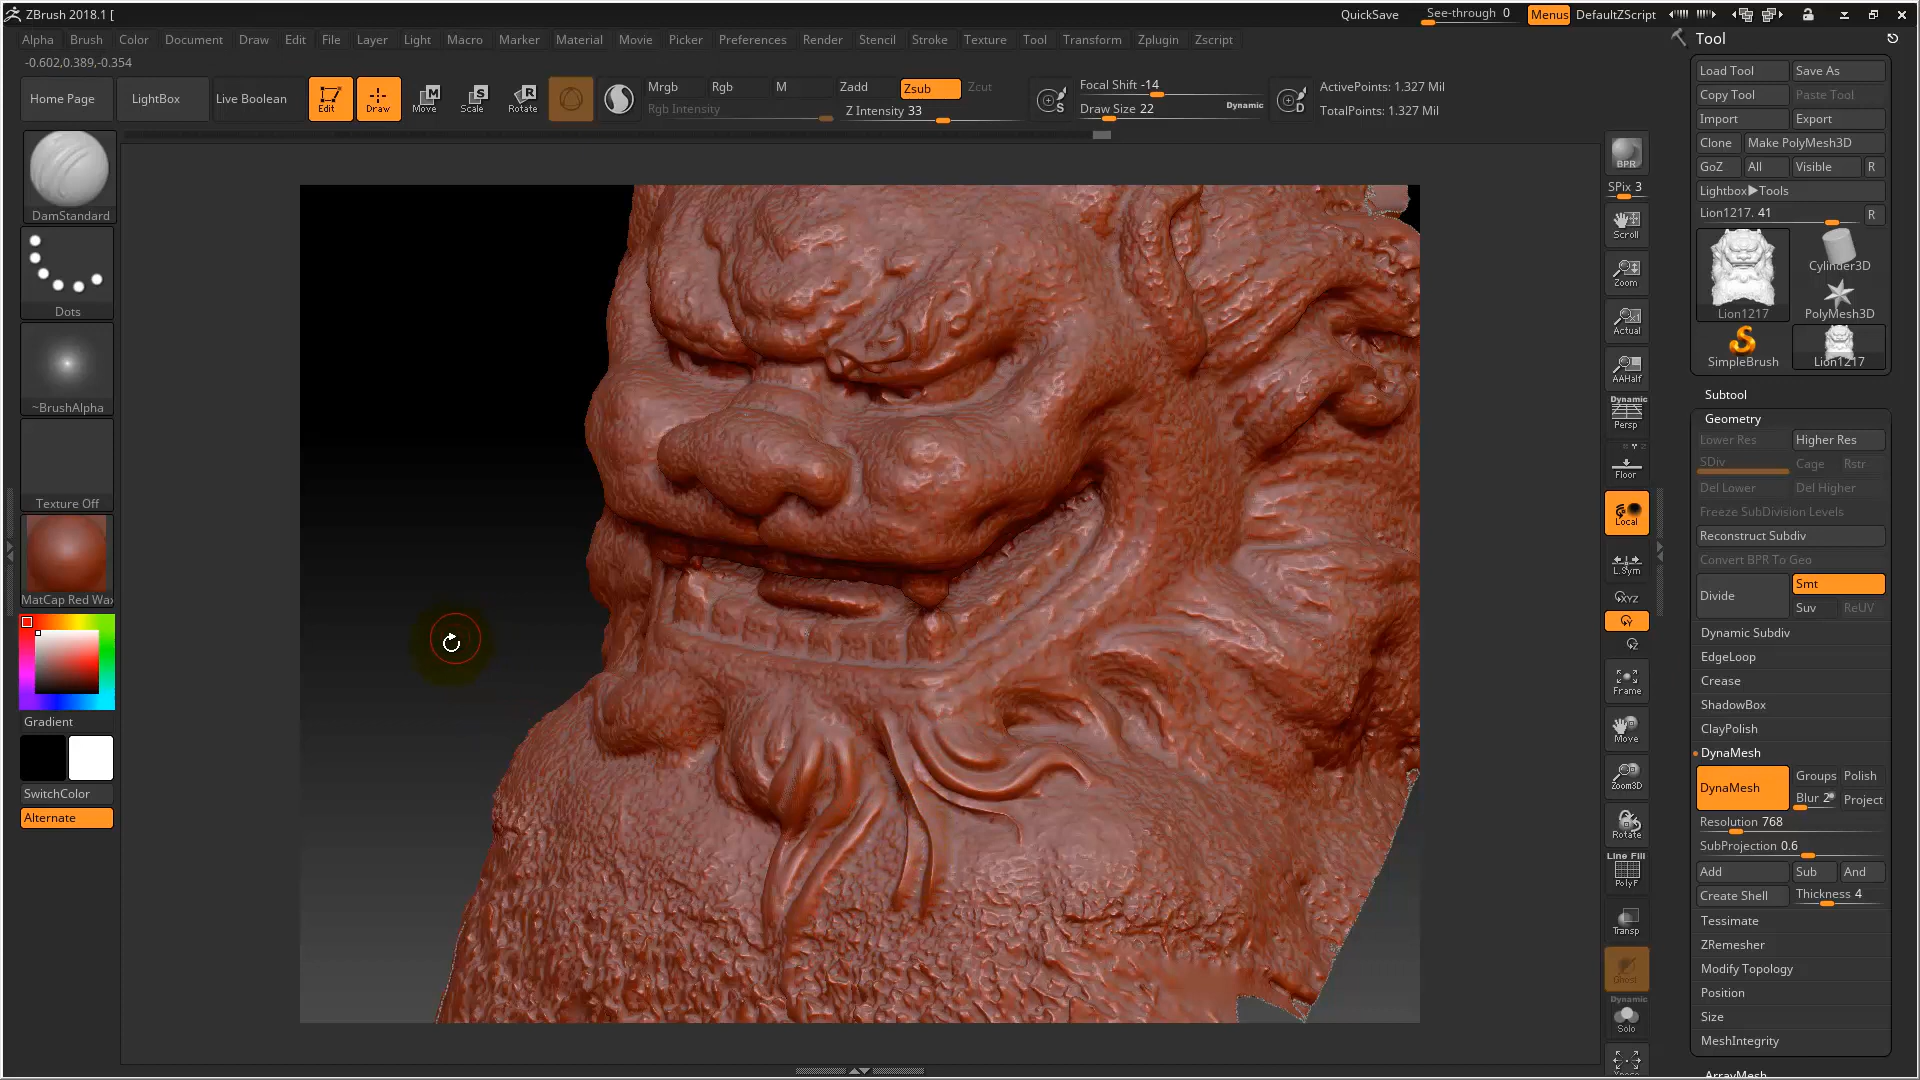 ZBrush 2018.1 [
QuickSave See-through 0 Menus DefaultZScript
Alpha Brush Color Document Draw Edit File Layer Light Macro Marker Material Movie Picker Preferences Render Stencil Stroke Texture Tool Transform Zplugin Zscript
-0.602,0.389,-0.354
Home Page LightBox Live Boolean Edit Draw Move Scale Rotate
Mrgb Rgb M Zadd Zsub Zcut
Rgb Intensity Z Intensity 33
Focal Shift -14
Draw Size 22 Dynamic
ActivePoints: 1.327 Mil
TotalPoints: 1.327 Mil
DamStandard
Dots
~BrushAlpha
Texture Off
MatCap Red Wax
Gradient
SwitchColor
Alternate
BPR
SPix 3
Scroll
Zoom
Actual
AAHalf
Dynamic
Persp
Floor
Local
L.Sym
XYZ
Y
Z
Frame
Move
Zoom3D
Rotate
Line Fill
PolyF
Transp
Ghost
Dynamic
Solo
Tool
Load Tool Save As
Copy Tool Paste Tool
Import Export
Clone Make PolyMesh3D
GoZ All Visible R
Lightbox▶Tools
Lion1217. 41 R
Lion1217 Cylinder3D
PolyMesh3D
SimpleBrush Lion1217
Subtool
Geometry
Lower Res Higher Res
SDiv Cage Rstr
Del Lower Del Higher
Freeze SubDivision Levels
Reconstruct Subdiv
Convert BPR To Geo
Divide Smt
Suv ReUV
Dynamic Subdiv
EdgeLoop
Crease
ShadowBox
ClayPolish
DynaMesh
DynaMesh Groups Polish
Blur 2 Project
Resolution 768
SubProjection 0.6
Add Sub And
Create Shell Thickness 4
Tessimate
ZRemesher
Modify Topology
Position
Size
MeshIntegrity
ArrayMesh